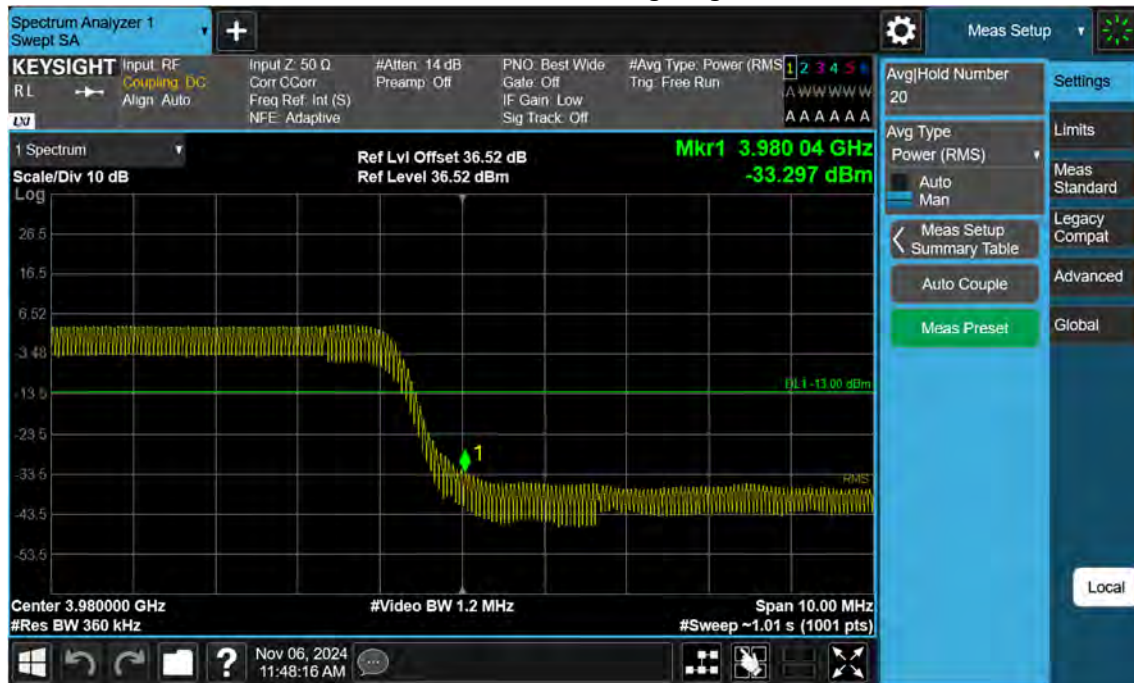 Spectrum Analyzer 1
Swept SA
+
Meas Setup
KEYSIGHT
RL
LXI
Input: RF
Coupling: DC
Align: Auto
Input Z: 50 Ω
Corr CCorr
Freq Ref: Int (S)
NFE: Adaptive
#Atten: 14 dB
Preamp: Off
PNO: Best Wide
Gate: Off
IF Gain: Low
Sig Track: Off
#Avg Type: Power (RMS
Trig: Free Run
1 2 3 4 5 6
A W W W W W
A A A A A A
1 Spectrum
Scale/Div 10 dB
Log
Ref Lvl Offset 36.52 dB
Ref Level 36.52 dBm
Mkr1 3.980 04 GHz
-33.297 dBm
26.5
16.5
6.52
-3.48
-13.5
-23.5
-33.5
-43.5
-53.5
DL1 -13.00 dBm
1
RMS
Center 3.980000 GHz
#Res BW 360 kHz
#Video BW 1.2 MHz
Span 10.00 MHz
#Sweep ~1.01 s (1001 pts)
Avg|Hold Number
20
Avg Type
Power (RMS)
Auto
Man
Meas Setup
Summary Table
Auto Couple
Meas Preset
Settings
Limits
Meas
Standard
Legacy
Compat
Advanced
Global
Local
?
Nov 06, 2024
11:48:16 AM